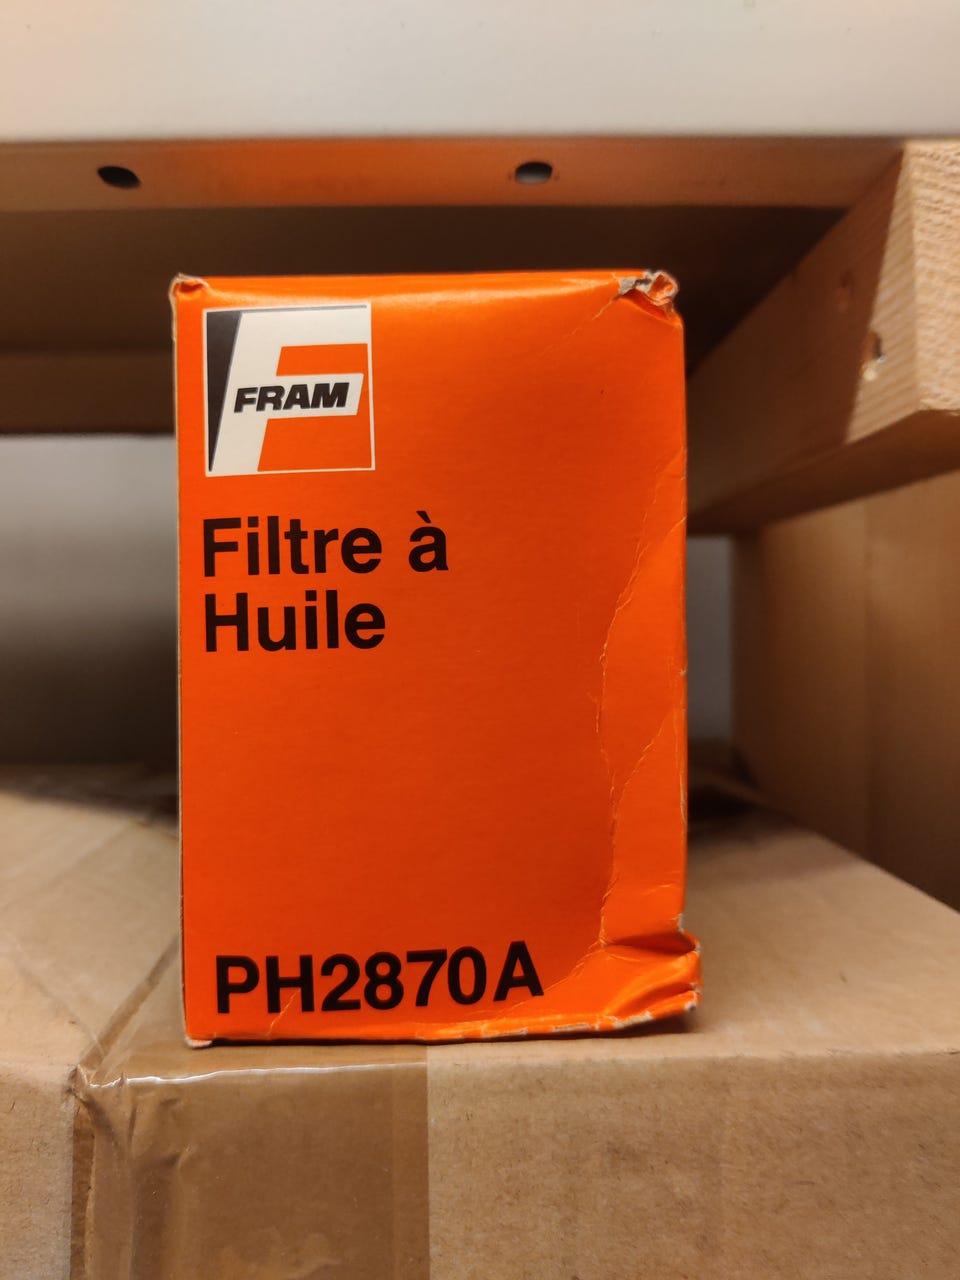 FRAM
Filtre à
Huile
PH2870A